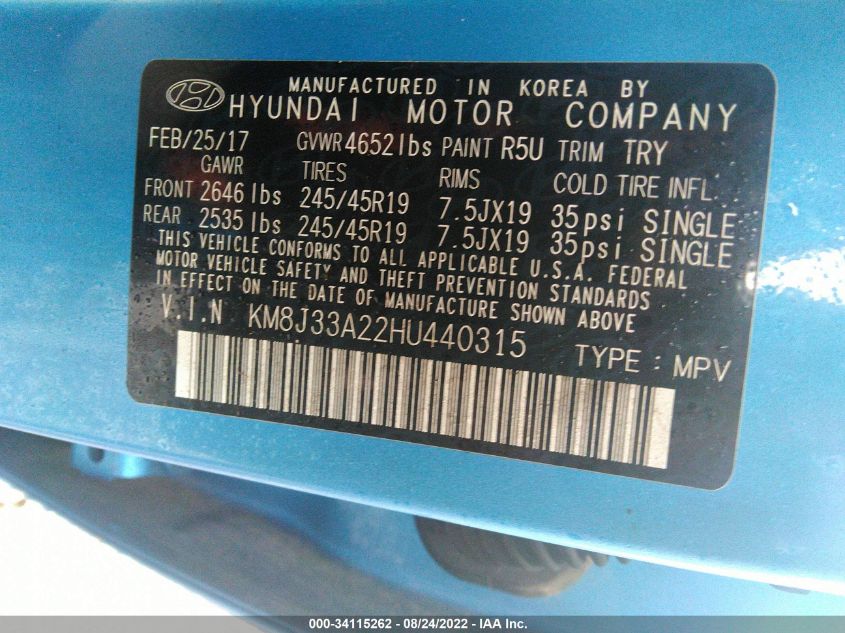 MANUFACTURED IN KOREA BY
HYUNDAI MOTOR COMPANY
FEB/25/17 GVWR 4652lbs PAINT R5U TRIM TRY
GAWR TIRES RIMS COLD TIRE INFL.
FRONT 2646 lbs 245/45R19 7.5JX19 35psi SINGLE
REAR 2535 lbs 245/45R19 7.5JX19 35psi SINGLE
THIS VEHICLE CONFORMS TO ALL APPLICABLE U.S.A. FEDERAL
MOTOR VEHICLE SAFETY AND THEFT PREVENTION STANDARDS
IN EFFECT ON THE DATE OF MANUFACTURE SHOWN ABOVE
V.I.N KM8J33A22HU440315 TYPE : MPV
000-34115262 - 08/24/2022 - IAA Inc.